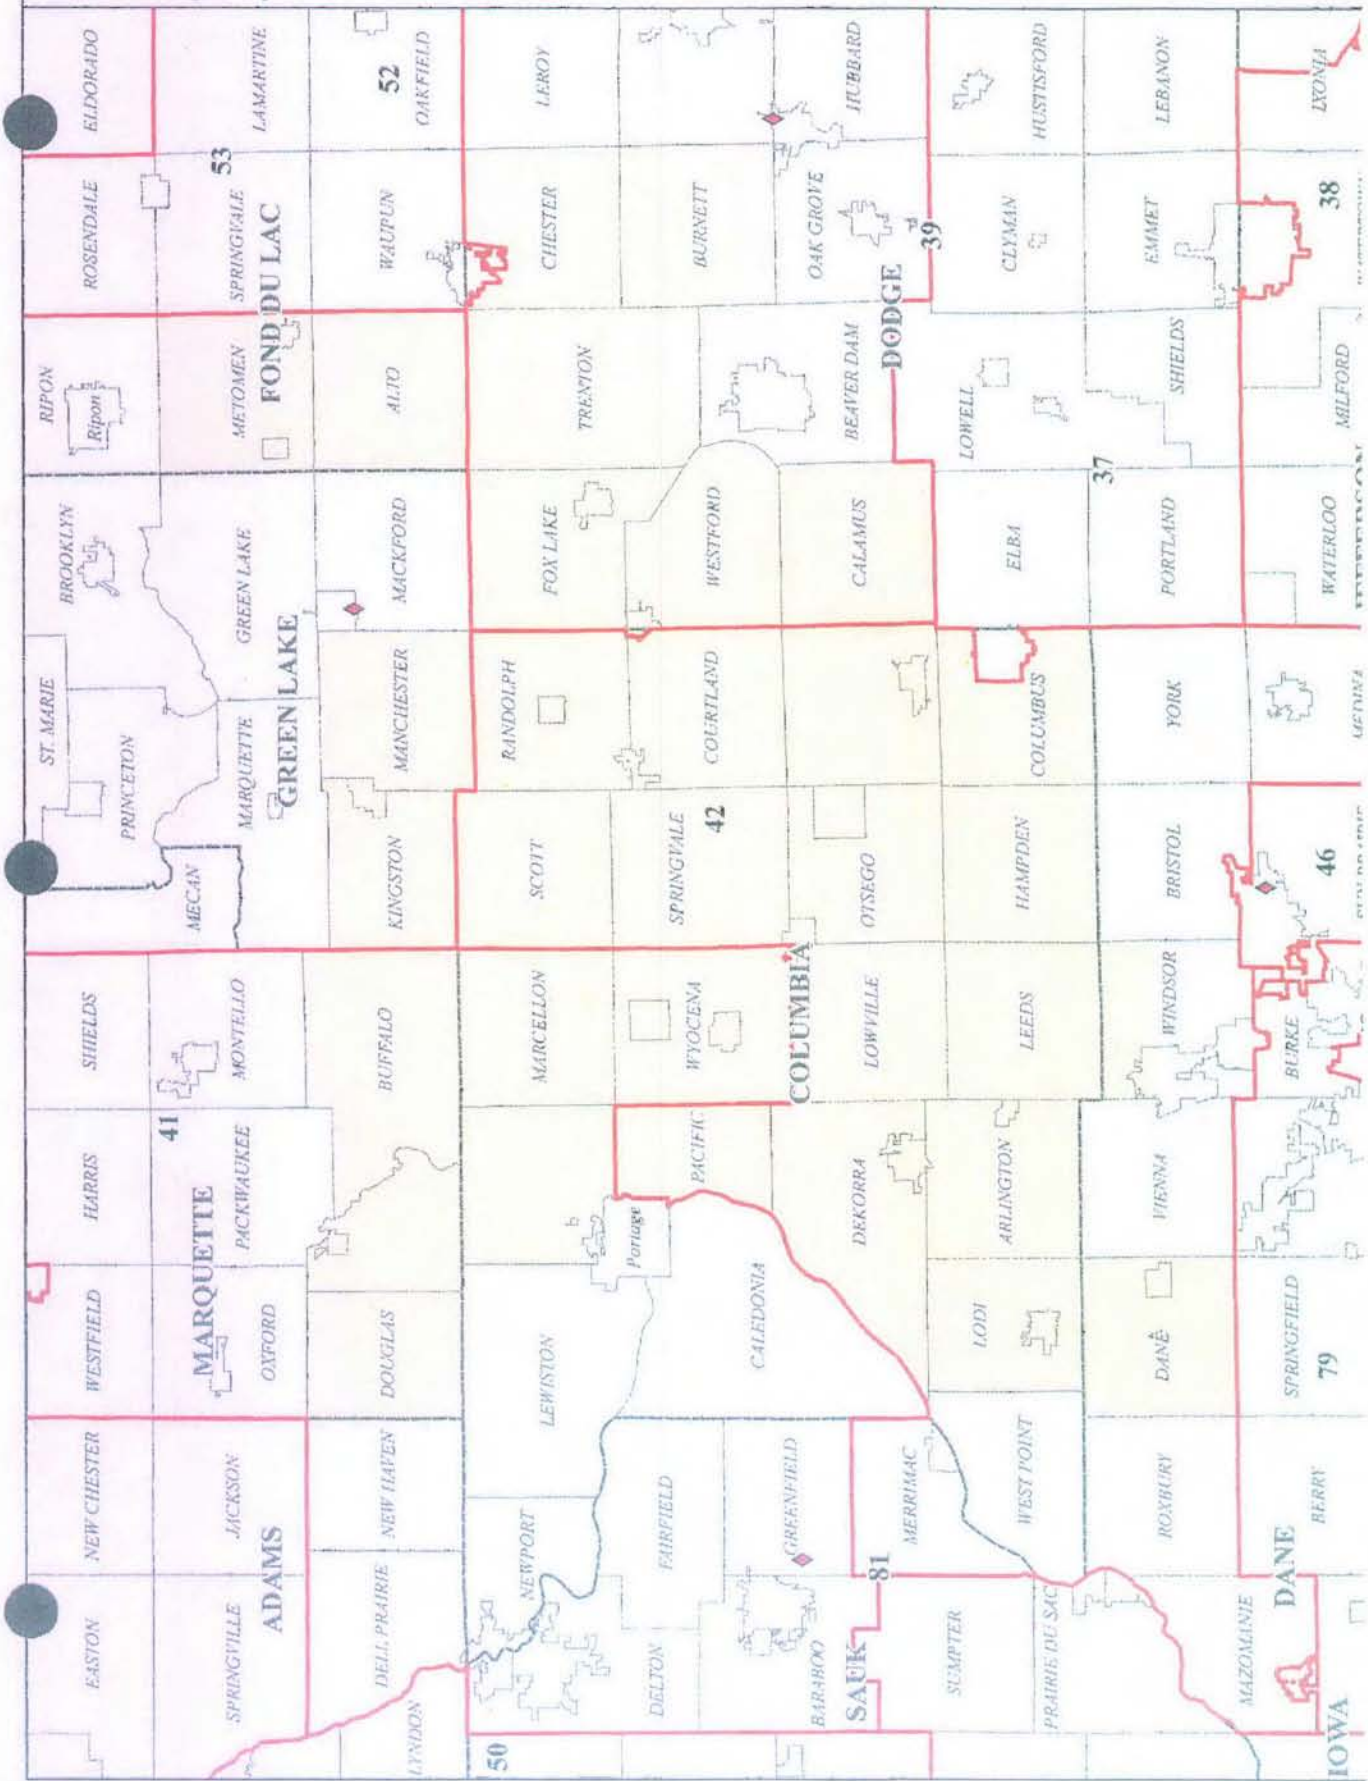 EASTON
NEW CHESTER
WESTFIELD
HARRIS
SHIELDS
ST. MARIE
BROOKLYN
RIPON
Ripon
ROSENDALE
ELDORADO
PRINCETON
41
MECAN
53
SPRINGVILLE
JACKSON
MARQUETTE
PACKWAUKEE
MONTELLO
MARQUETTE
GREEN LAKE
METOMEN
SPRINGVALE
LAMARTINE
ADAMS
OXFORD
GREEN LAKE
FOND DU LAC
DELL PRAIRIE
NEW HAVEN
DOUGLAS
BUFFALO
KINGSTON
MANCHESTER
MACKFORD
ALTO
WAUPUN
52
OAKFIELD
LYNDON
50
NEWPORT
LEWISTON
MARCELLON
SCOTT
RANDOLPH
FOX LAKE
TRENTON
CHESTER
LEROY
Portage
DELTON
FAIRFIELD
PACIFIC
WYOCENA
SPRINGVALE
42
COURTLAND
WESTFORD
BURNETT
CALEDONIA
GREENFIELD
COLUMBIA
BARABOO
OAK GROVE
HUBBARD
SAUK
81
DEKORRA
LOWVILLE
OTSEGO
CALAMUS
BEAVER DAM
DODGE
MERRIMAC
39
SUMPTER
LODI
ARLINGTON
LEEDS
HAMPDEN
COLUMBUS
ELBA
LOWELL
CLYMAN
HUSTISFORD
PRAIRIE DU SAC
WEST POINT
37
ROXBURY
DANE
VIENNA
WINDSOR
BRISTOL
YORK
PORTLAND
SHIELDS
EMMET
LEBANON
MAZOMANIE
DANE
BERRY
SPRINGFIELD
79
BURKE
46
WATERLOO
MILFORD
38
IXONIA
IOWA
MEDINA